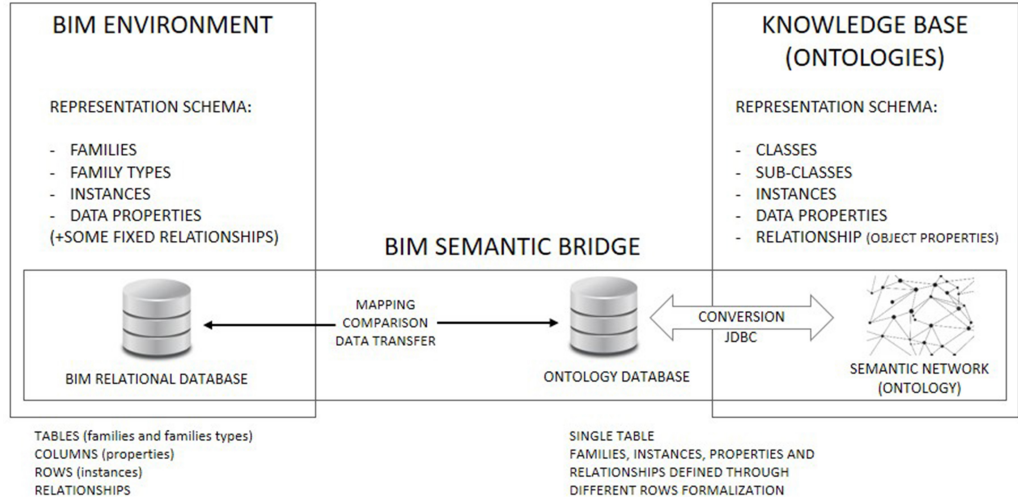 BIM ENVIRONMENT
REPRESENTATION SCHEMA:
- FAMILIES
- FAMILY TYPES
- INSTANCES
- DATA PROPERTIES
(+SOME FIXED RELATIONSHIPS)
KNOWLEDGE BASE
(ONTOLOGIES)
REPRESENTATION SCHEMA:
- CLASSES
- SUB-CLASSES
- INSTANCES
- DATA PROPERTIES
- RELATIONSHIP (OBJECT PROPERTIES)
BIM SEMANTIC BRIDGE
MAPPING
COMPARISON
DATA TRANSFER
CONVERSION
JDBC
BIM RELATIONAL DATABASE
ONTOLOGY DATABASE
SEMANTIC NETWORK
(ONTOLOGY)
TABLES (families and families types)
COLUMNS (properties)
ROWS (instances)
RELATIONSHIPS
SINGLE TABLE
FAMILIES, INSTANCES, PROPERTIES AND
RELATIONSHIPS DEFINED THROUGH
DIFFERENT ROWS FORMALIZATION